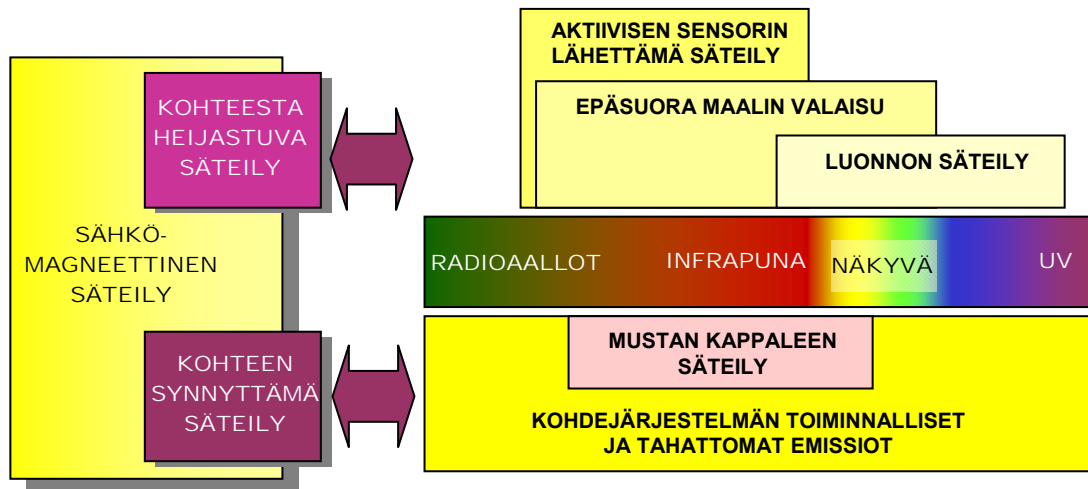 SÄHKÖ-
MAGNEETTINEN
SÄTEILY
KOHTEESTA
HEIJASTUVA
SÄTEILY
KOHTEEN
SYNNYTTÄMÄ
SÄTEILY
AKTIIVISEN SENSORIN
LÄHETTÄMÄ SÄTEILY
EPÄSUORA MAALIN VALAISU
LUONNON SÄTEILY
RADIOAALLOT INFRAPUNA NÄKYVÄ UV
MUSTAN KAPPALEEN
SÄTEILY
KOHDEJÄRJESTELMÄN TOIMINNALLISET
JA TAHATTOMAT EMISSIOT